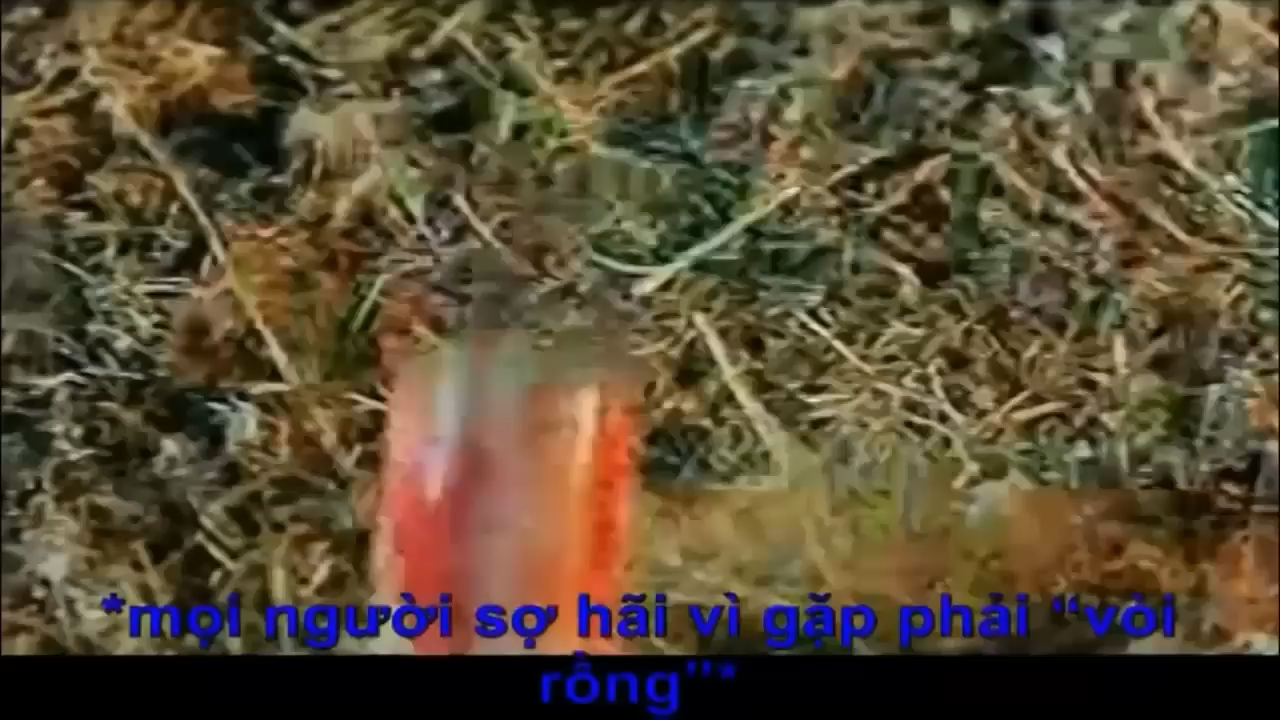 *mọi người sợ hãi vì gặp phải “vòi
rồng”*